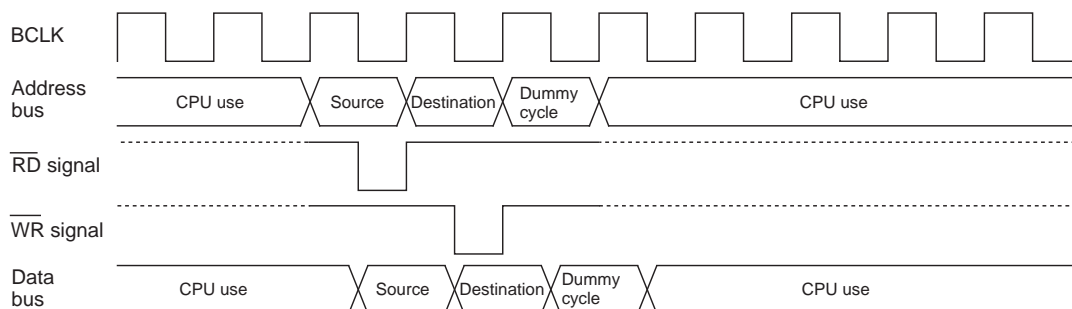 BCLK
Address
bus
CPU use
Source
Destination
Dummy
cycle
CPU use
RD signal
WR signal
Data
bus
CPU use
Source
Destination
Dummy
cycle
CPU use